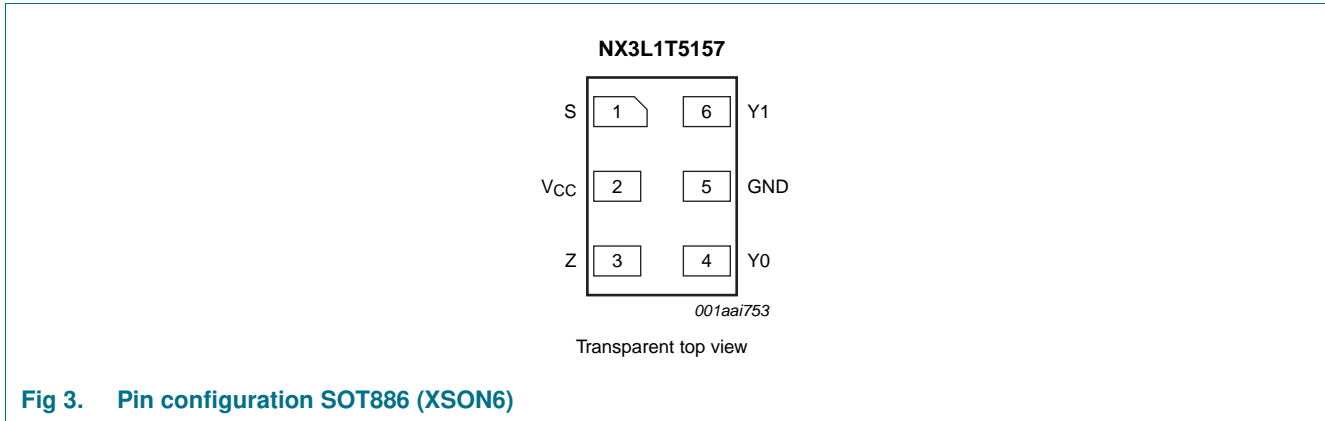 NX3L1T5157
S 1 6 Y1
VCC 2 5 GND
Z 3 4 Y0
001aai753
Transparent top view
Fig 3. Pin configuration SOT886 (XSON6)